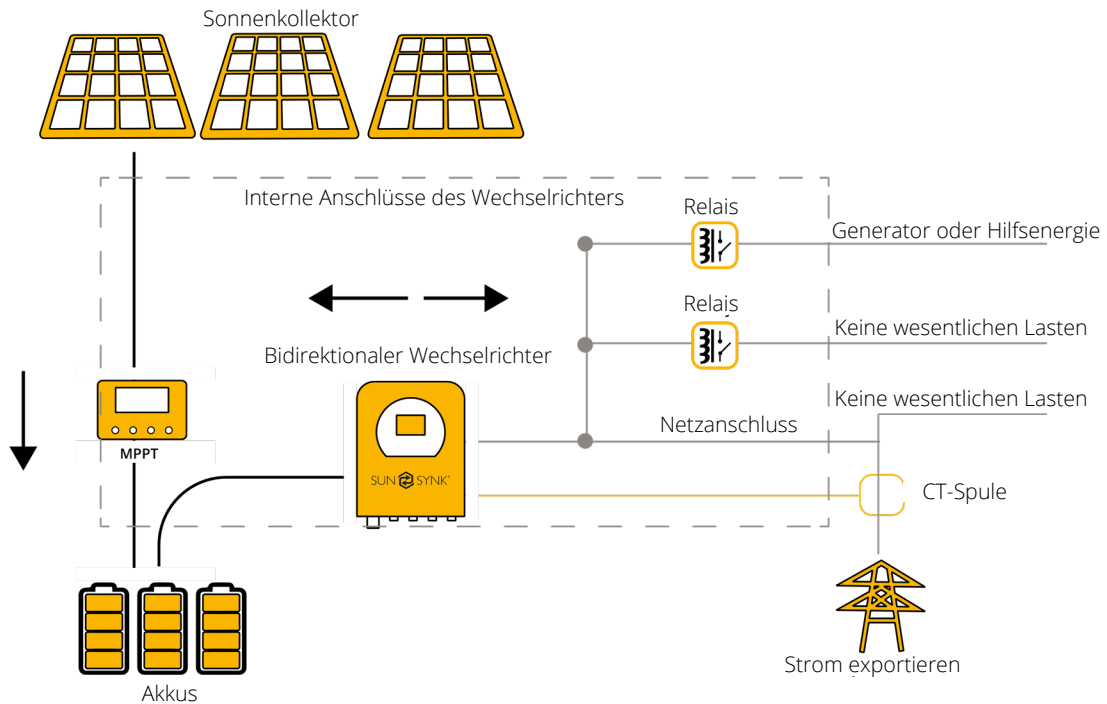 Sonnenkollektor
Interne Anschlüsse des Wechselrichters
Relais
Generator oder Hilfsenergie
Relais
Keine wesentlichen Lasten
Bidirektionaler Wechselrichter
Keine wesentlichen Lasten
Netzanschluss
MPPT
SUN SYNK
CT-Spule
Strom exportieren
Akkus